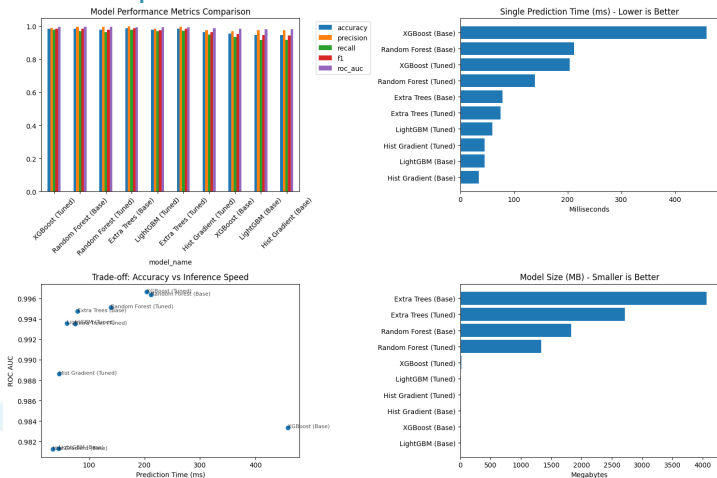 Model Performance Metrics Comparison
1.0
0.8
0.6
0.4
0.2
0.0
XGBoost (Tuned)
Random Forest (Base)
Random Forest (Tuned)
Extra Trees (Base)
LightGBM (Tuned)
Extra Trees (Tuned)
Hist Gradient (Tuned)
XGBoost (Base)
LightGBM (Base)
Hist Gradient (Base)
model_name
accuracy
precision
recall
f1
roc_auc
Single Prediction Time (ms) - Lower is Better
XGBoost (Base)
Random Forest (Base)
XGBoost (Tuned)
Random Forest (Tuned)
Extra Trees (Base)
Extra Trees (Tuned)
LightGBM (Tuned)
Hist Gradient (Tuned)
LightGBM (Base)
Hist Gradient (Base)
0 100 200 300 400
Milliseconds
Trade-off: Accuracy vs Inference Speed
ROC AUC
0.996
0.994
0.992
0.990
0.988
0.986
0.984
0.982
XGBoost (Tuned)
Random Forest (Base)
Random Forest (Tuned)
Extra Trees (Base)
LightGBM (Tuned)
Extra Trees (Tuned)
Hist Gradient (Tuned)
XGBoost (Base)
LightGBM (Base)
Hist Gradient (Base)
100 200 300 400
Prediction Time (ms)
Model Size (MB) - Smaller is Better
Extra Trees (Base)
Extra Trees (Tuned)
Random Forest (Base)
Random Forest (Tuned)
XGBoost (Tuned)
LightGBM (Tuned)
Hist Gradient (Tuned)
Hist Gradient (Base)
XGBoost (Base)
LightGBM (Base)
0 500 1000 1500 2000 2500 3000 3500 4000
Megabytes